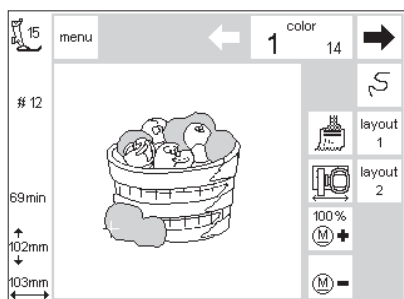 15
menu
1
color
14
# 12
layout
1
layout
2
69min
100%
M +
102mm
M -
103mm